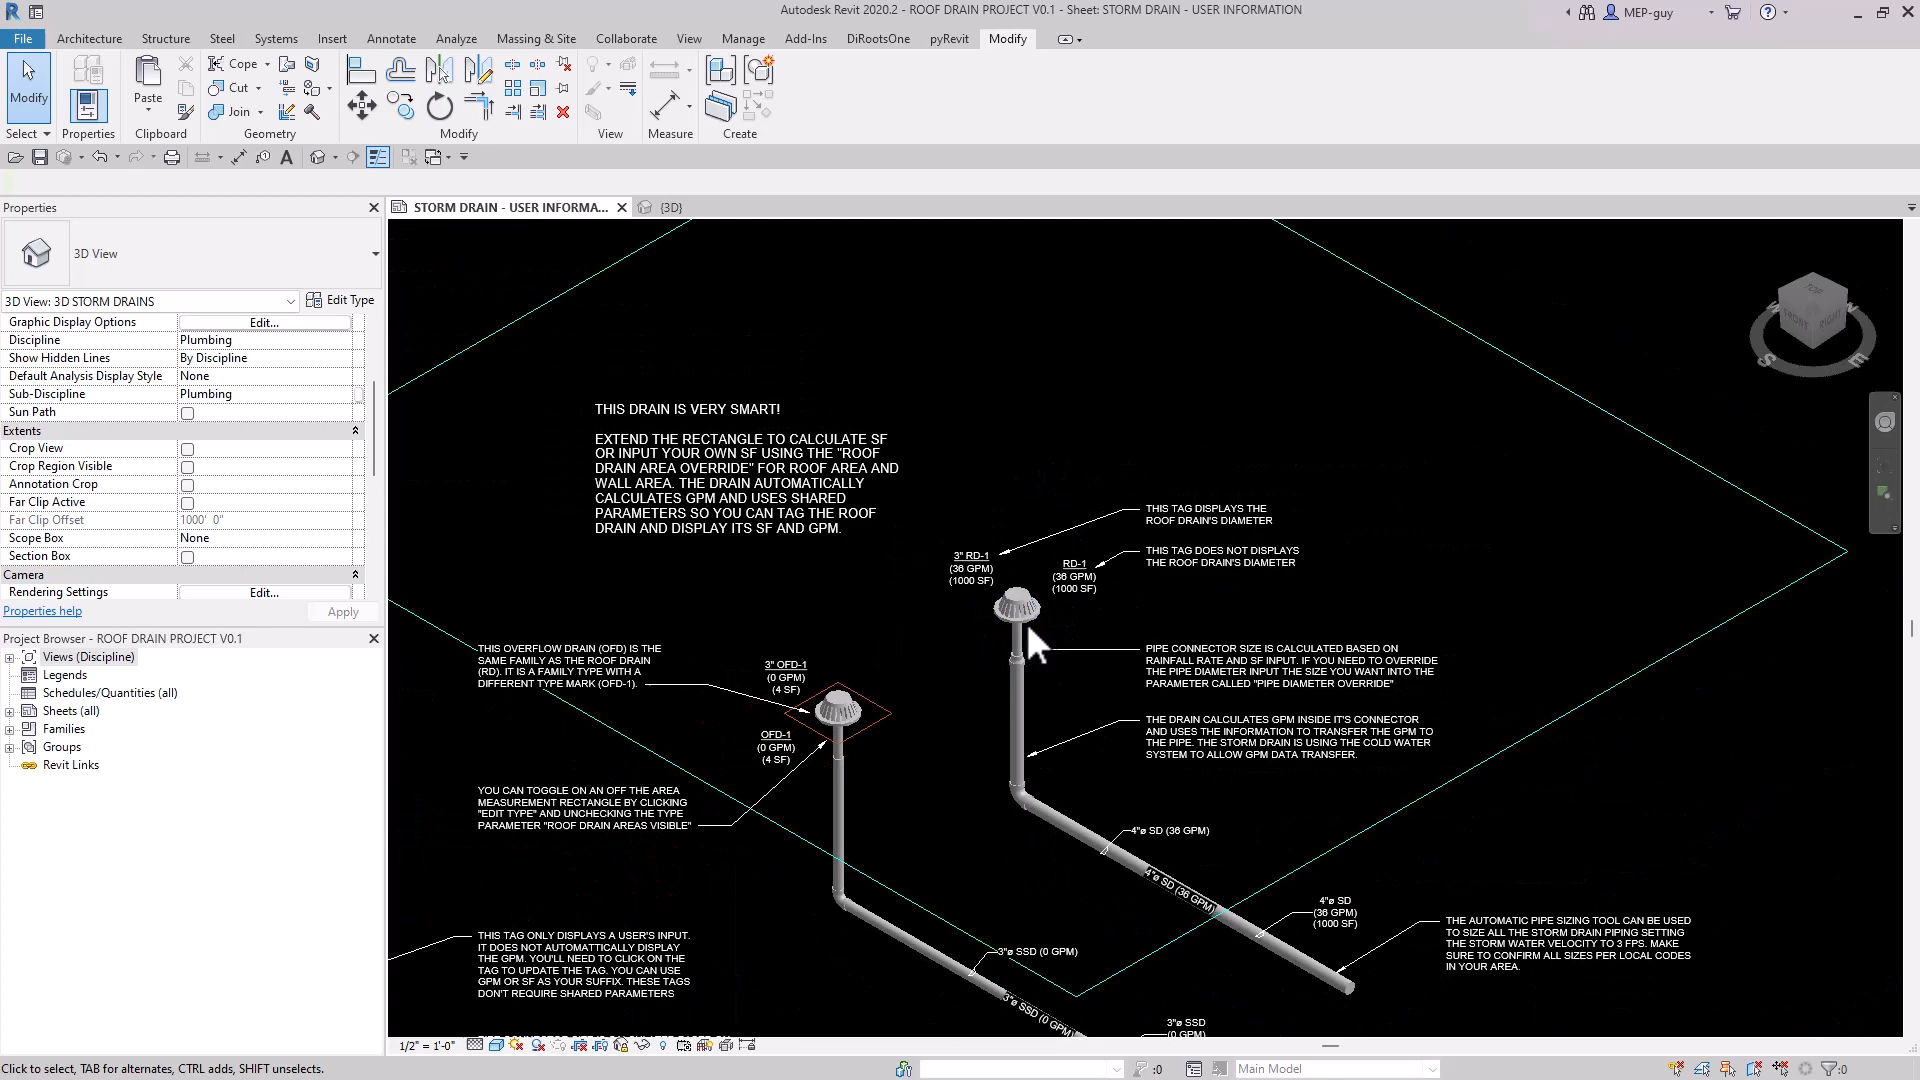 Autodesk Revit 2020.2 - ROOF DRAIN PROJECT V0.1 - Sheet: STORM DRAIN - USER INFORMATION
MEP-guy
File Architecture Structure Steel Systems Insert Annotate Analyze Massing & Site Collaborate View Manage Add-Ins DiRootsOne pyRevit Modify
Modify
Paste
Cope
Cut
Join
Select Properties Clipboard Geometry Modify View Measure Create
Properties
3D View
3D View: 3D STORM DRAINS
Edit Type
Graphic Display Options Edit...
Discipline Plumbing
Show Hidden Lines By Discipline
Default Analysis Display Style None
Sub-Discipline Plumbing
Sun Path
Extents
Crop View
Crop Region Visible
Annotation Crop
Far Clip Active
Far Clip Offset 1000' 0"
Scope Box None
Section Box
Camera
Rendering Settings Edit...
Properties help Apply
Project Browser - ROOF DRAIN PROJECT V0.1
Views (Discipline)
Legends
Schedules/Quantities (all)
Sheets (all)
Families
Groups
Revit Links
STORM DRAIN - USER INFORMA...
{3D}
TOP
FRONT
RIGHT
W
N
S
E
THIS DRAIN IS VERY SMART!
EXTEND THE RECTANGLE TO CALCULATE SF
OR INPUT YOUR OWN SF USING THE "ROOF
DRAIN AREA OVERRIDE" FOR ROOF AREA AND
WALL AREA. THE DRAIN AUTOMATICALLY
CALCULATES GPM AND USES SHARED
PARAMETERS SO YOU CAN TAG THE ROOF
DRAIN AND DISPLAY ITS SF AND GPM.
THIS TAG DISPLAYS THE
ROOF DRAIN'S DIAMETER
3" RD-1
(36 GPM)
(1000 SF)
RD-1
(36 GPM)
(1000 SF)
THIS TAG DOES NOT DISPLAYS
THE ROOF DRAIN'S DIAMETER
THIS OVERFLOW DRAIN (OFD) IS THE
SAME FAMILY AS THE ROOF DRAIN
(RD). IT IS A FAMILY TYPE WITH A
DIFFERENT TYPE MARK (OFD-1).
3" OFD-1
(0 GPM)
(4 SF)
OFD-1
(0 GPM)
(4 SF)
PIPE CONNECTOR SIZE IS CALCULATED BASED ON
RAINFALL RATE AND SF INPUT. IF YOU NEED TO OVERRIDE
THE PIPE DIAMETER INPUT THE SIZE YOU WANT INTO THE
PARAMETER CALLED "PIPE DIAMETER OVERRIDE"
THE DRAIN CALCULATES GPM INSIDE IT'S CONNECTOR
AND USES THE INFORMATION TO TRANSFER THE GPM TO
THE PIPE. THE STORM DRAIN IS USING THE COLD WATER
SYSTEM TO ALLOW GPM DATA TRANSFER.
YOU CAN TOGGLE ON AN OFF THE AREA
MEASUREMENT RECTANGLE BY CLICKING
"EDIT TYPE" AND UNCHECKING THE TYPE
PARAMETER "ROOF DRAIN AREAS VISIBLE"
4"ø SD (36 GPM)
4"ø SD (36 GPM)
4"ø SD
(36 GPM)
(1000 SF)
THE AUTOMATIC PIPE SIZING TOOL CAN BE USED
TO SIZE ALL THE STORM DRAIN PIPING SETTING
THE STORM WATER VELOCITY TO 3 FPS. MAKE
SURE TO CONFIRM ALL SIZES PER LOCAL CODES
IN YOUR AREA.
THIS TAG ONLY DISPLAYS A USER'S INPUT.
IT DOES NOT AUTOMATTICALLY DISPLAY
THE GPM. YOU'LL NEED TO CLICK ON THE
TAG TO UPDATE THE TAG. YOU CAN USE
GPM OR SF AS YOUR SUFFIX. THESE TAGS
DON'T REQUIRE SHARED PARAMETERS
3"ø SSD (0 GPM)
3"ø SSD (0 GPM)
3"ø SSD
(0 GPM)
1/2" = 1'-0"
Click to select, TAB for alternates, CTRL adds, SHIFT unselects.
:0
Main Model
:0